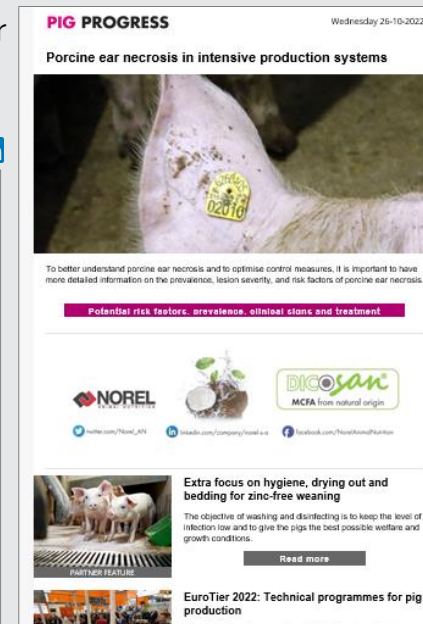 PIG PROGRESS
Wednesday 26-10-2022
Porcine ear necrosis in intensive production systems
02010
To better understand porcine ear necrosis and to optimise control measures, it is important to have
more detailed information on the prevalence, lesion severity, and risk factors of porcine ear necrosis.
Potential risk factors, prevalence, clinical signs and treatment
NOREL
ANIMAL NUTRITION
DICOSAN
MCFA from natural origin
twitter.com/Norel_AN
in linkedin.com/company/norel-s-a
f facebook.com/NorelAnimalNutrition
Extra focus on hygiene, drying out and
bedding for zinc-free weaning
The objective of washing and disinfecting is to keep the level of
infection low and to give the pigs the best possible welfare and
growth conditions.
Read more
PARTNER FEATURE
EuroTier 2022: Technical programmes for pig
production